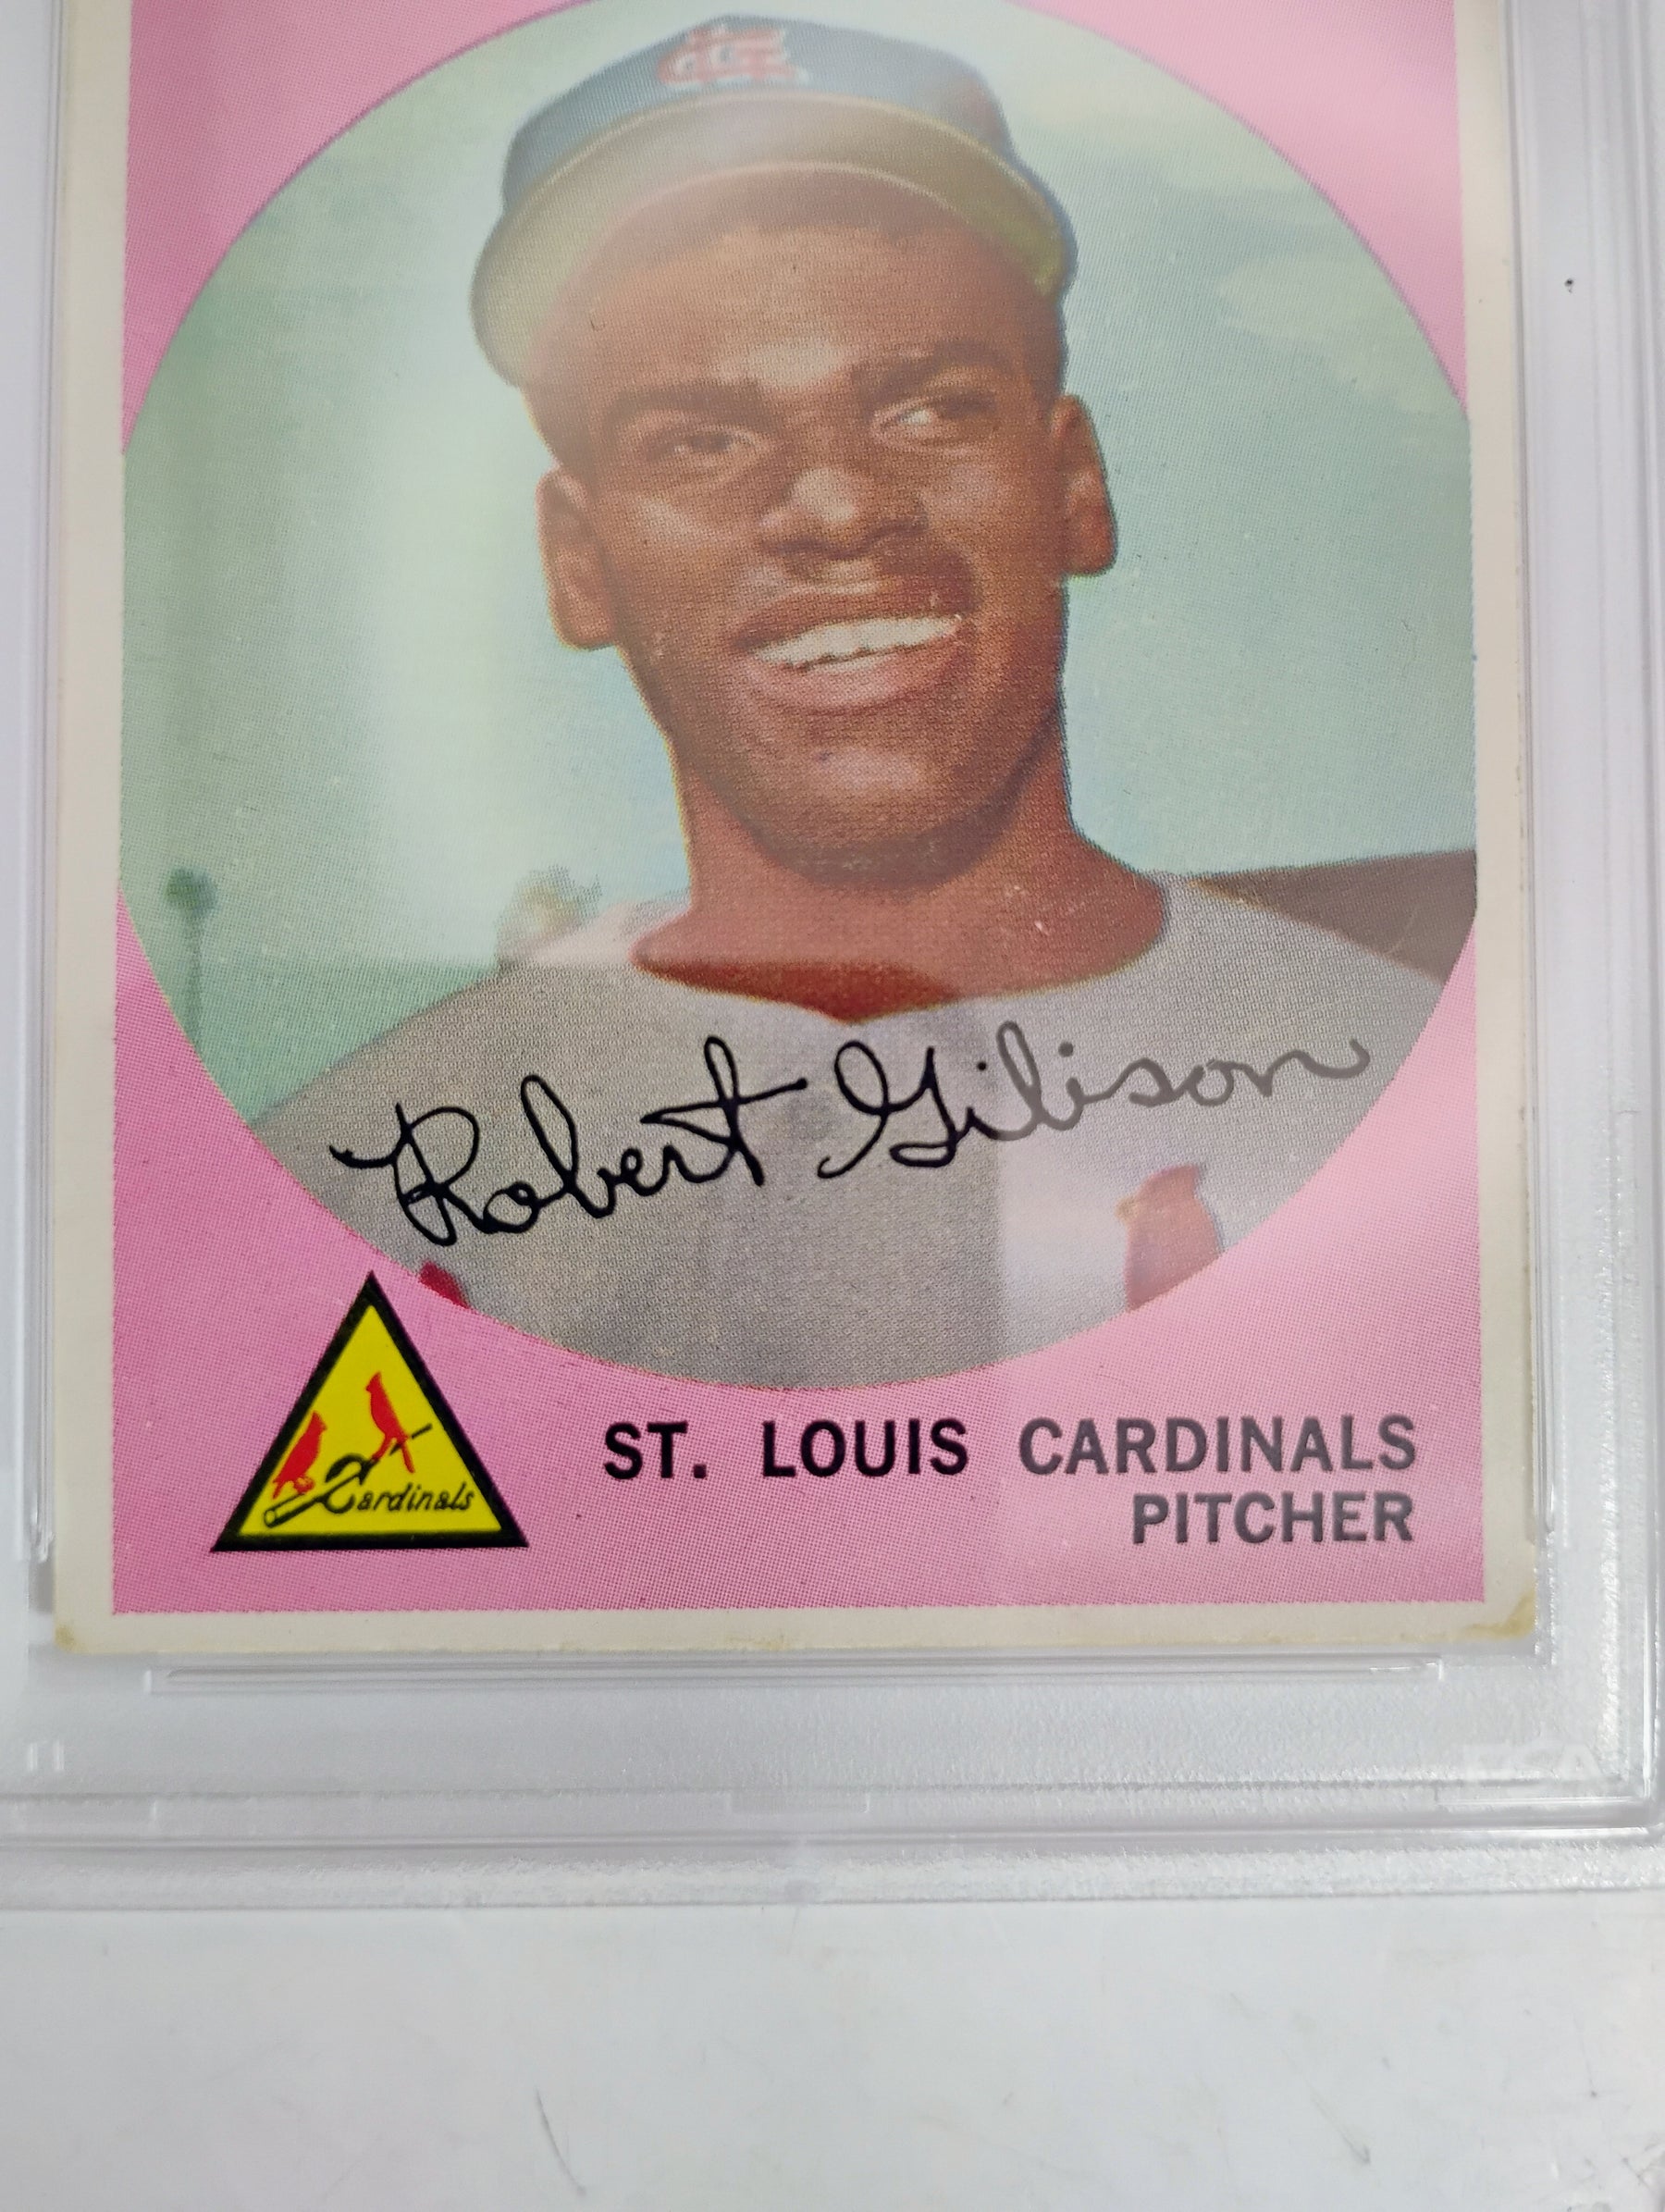 Robert Gibson
Cardinals
ST. LOUIS CARDINALS
PITCHER